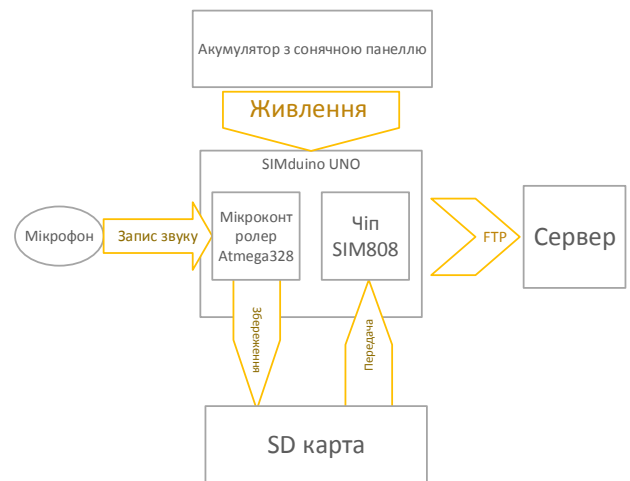 Акумулятор з сонячною панеллю
Живлення
SIMduino UNO
Мікрофон
Запис звуку
Мікроконт
ролер
Atmega328
Чіп
SIM808
FTP
Сервер
Збереження
Передача
SD карта